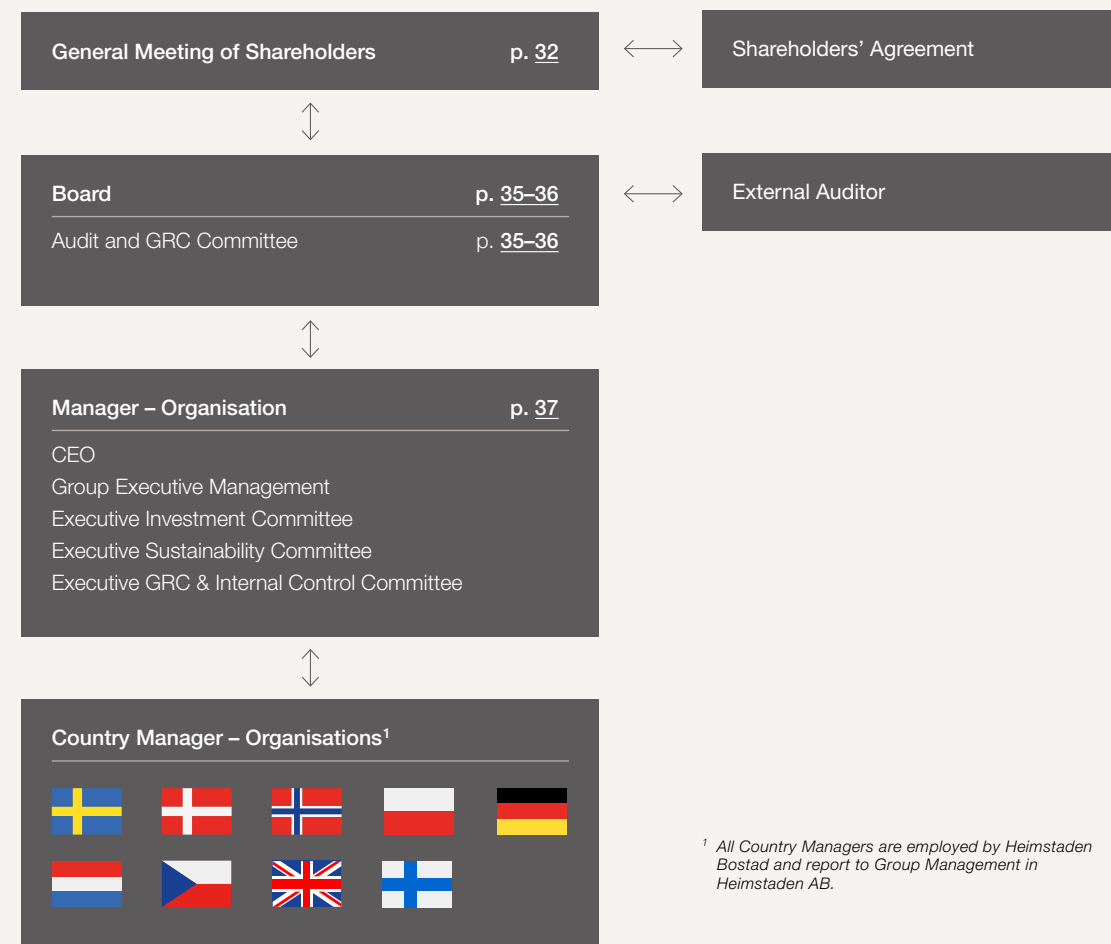 General Meeting of Shareholders p. 32
Shareholders’ Agreement
Board p. 35–36
Audit and GRC Committee p. 35–36
External Auditor
Manager – Organisation p. 37
CEO
Group Executive Management
Executive Investment Committee
Executive Sustainability Committee
Executive GRC & Internal Control Committee
Country Manager – Organisations¹
¹ All Country Managers are employed by Heimstaden
Bostad and report to Group Management in
Heimstaden AB.